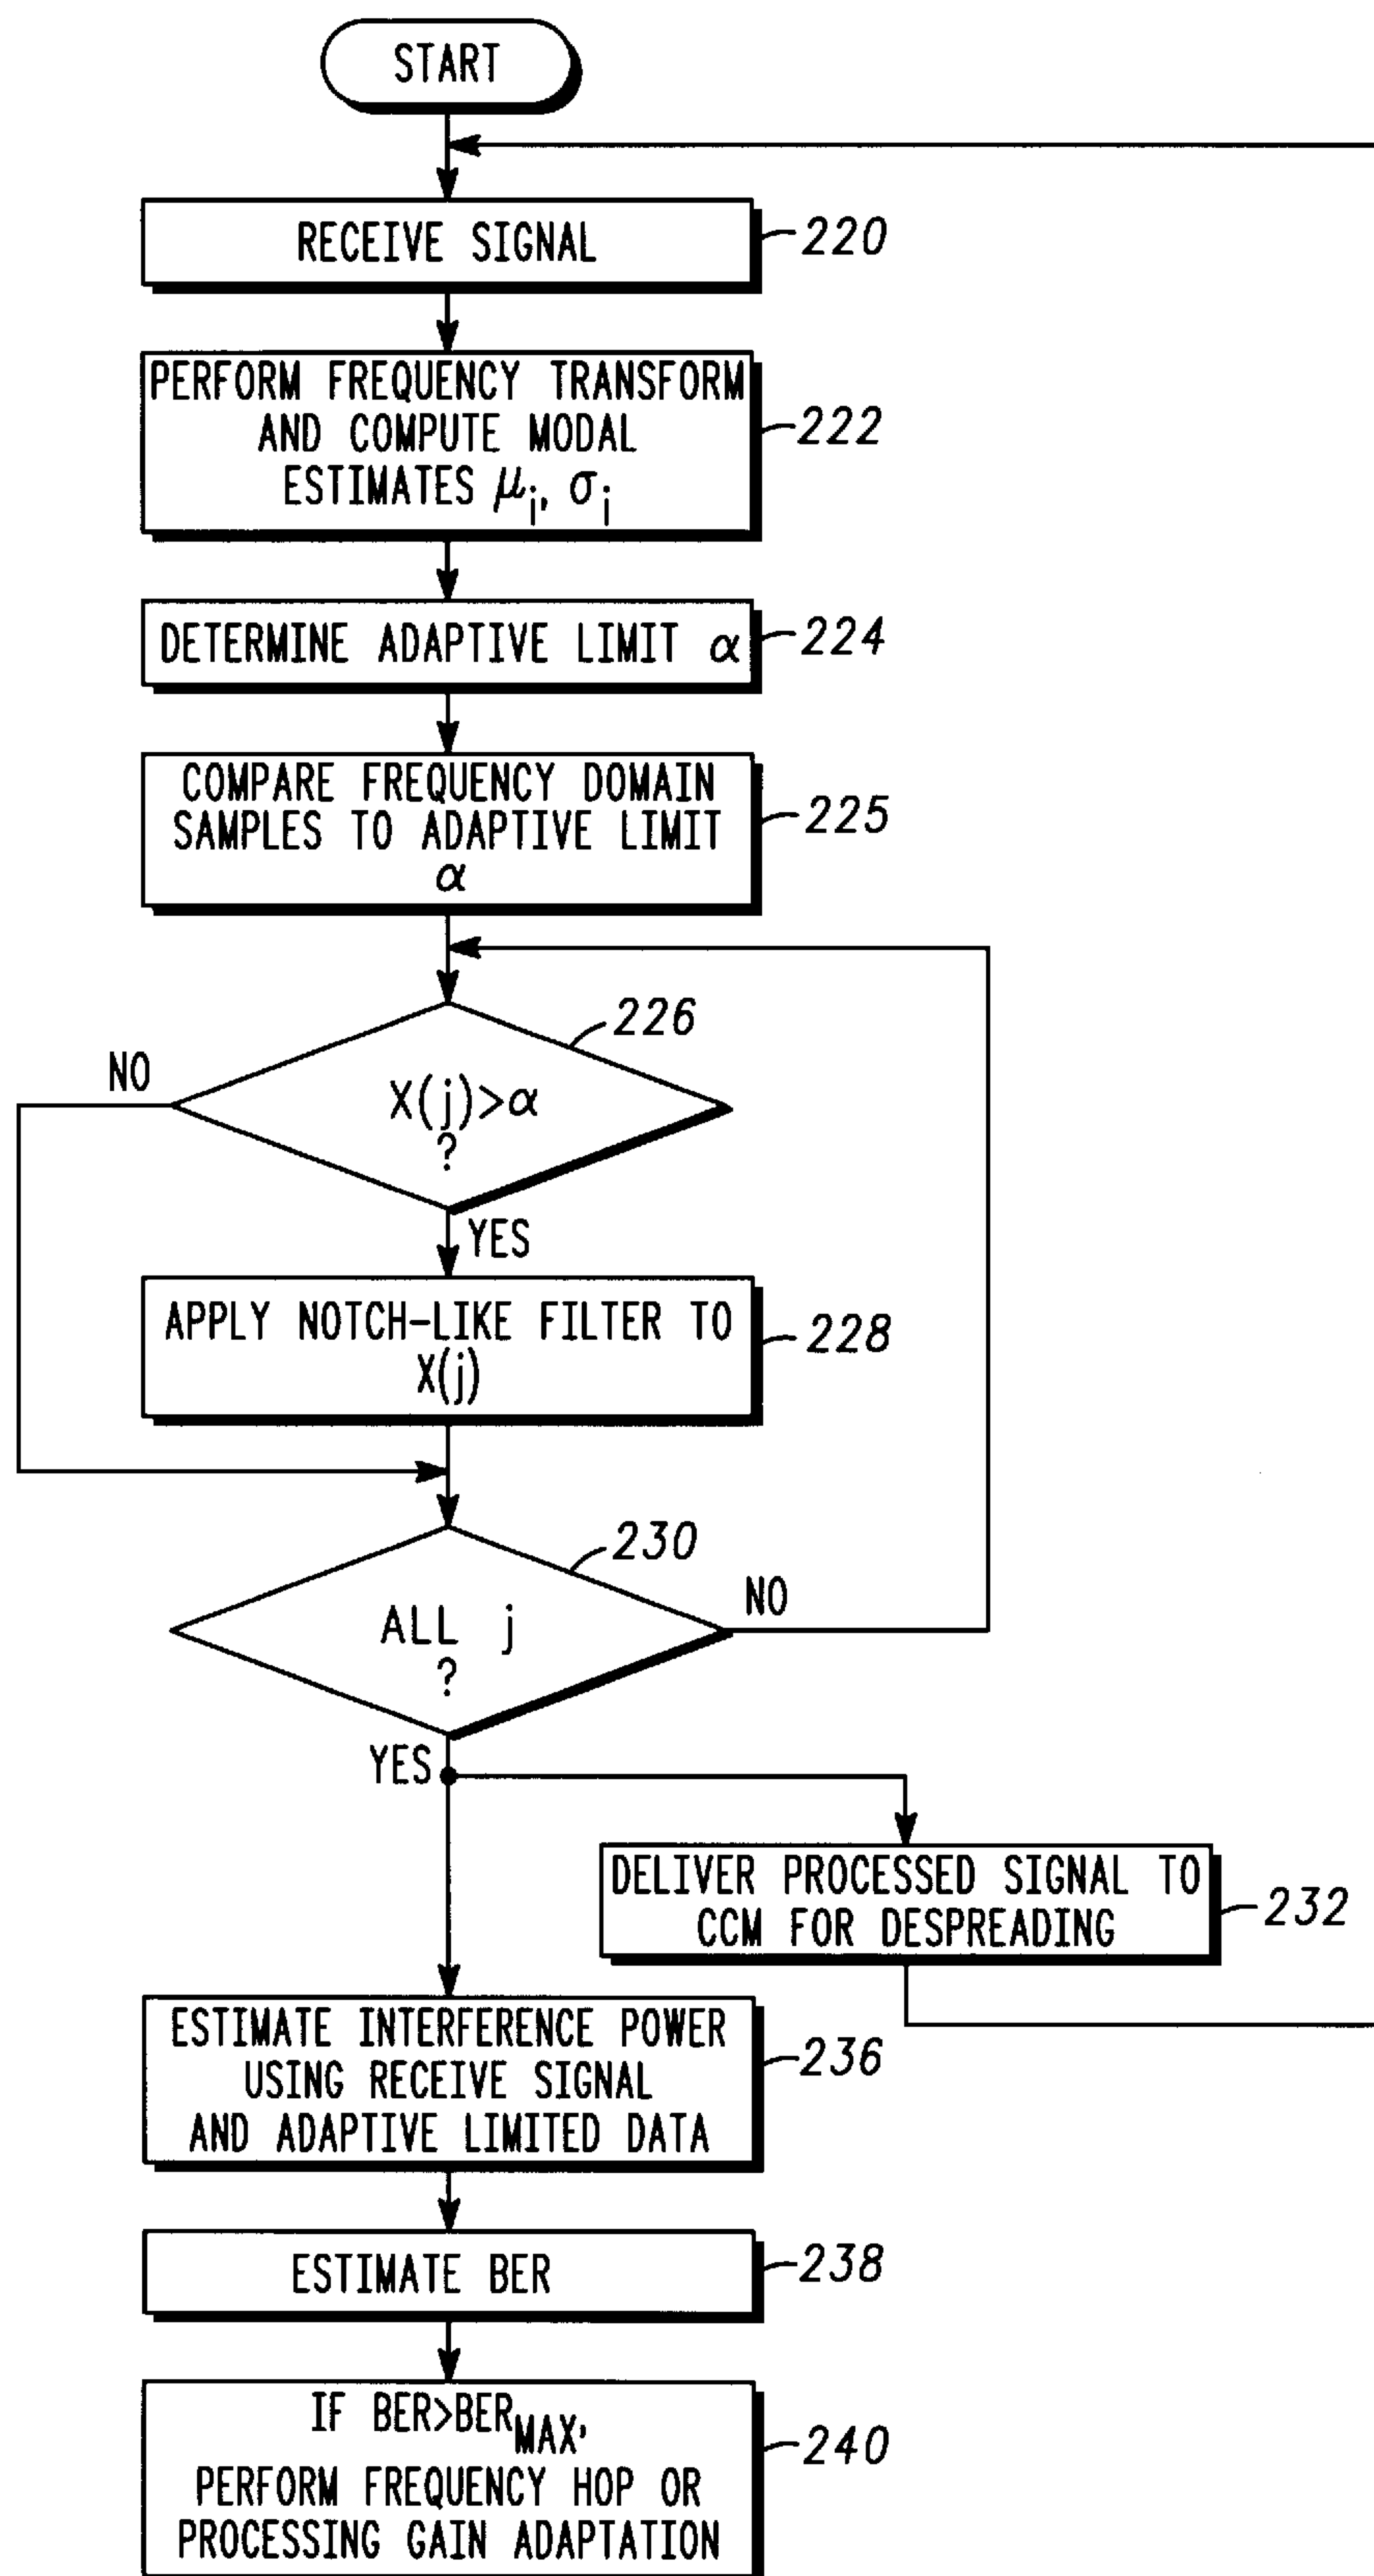 START
RECEIVE SIGNAL
220
PERFORM FREQUENCY TRANSFORM
AND COMPUTE MODAL
ESTIMATES μi, σi
222
DETERMINE ADAPTIVE LIMIT α
224
COMPARE FREQUENCY DOMAIN
SAMPLES TO ADAPTIVE LIMIT
α
225
226
NO
X(j)>α
?
YES
APPLY NOTCH-LIKE FILTER TO
X(j)
228
230
ALL j
?
NO
YES
DELIVER PROCESSED SIGNAL TO
CCM FOR DESPREADING
232
ESTIMATE INTERFERENCE POWER
USING RECEIVE SIGNAL
AND ADAPTIVE LIMITED DATA
236
ESTIMATE BER
238
IF BER>BERMAX,
PERFORM FREQUENCY HOP OR
PROCESSING GAIN ADAPTATION
240